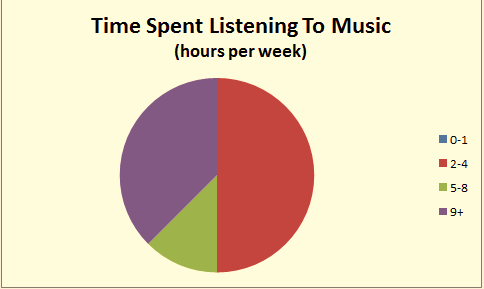 Time Spent Listening To Music
(hours per week)
0-1
2-4
5-8
9+